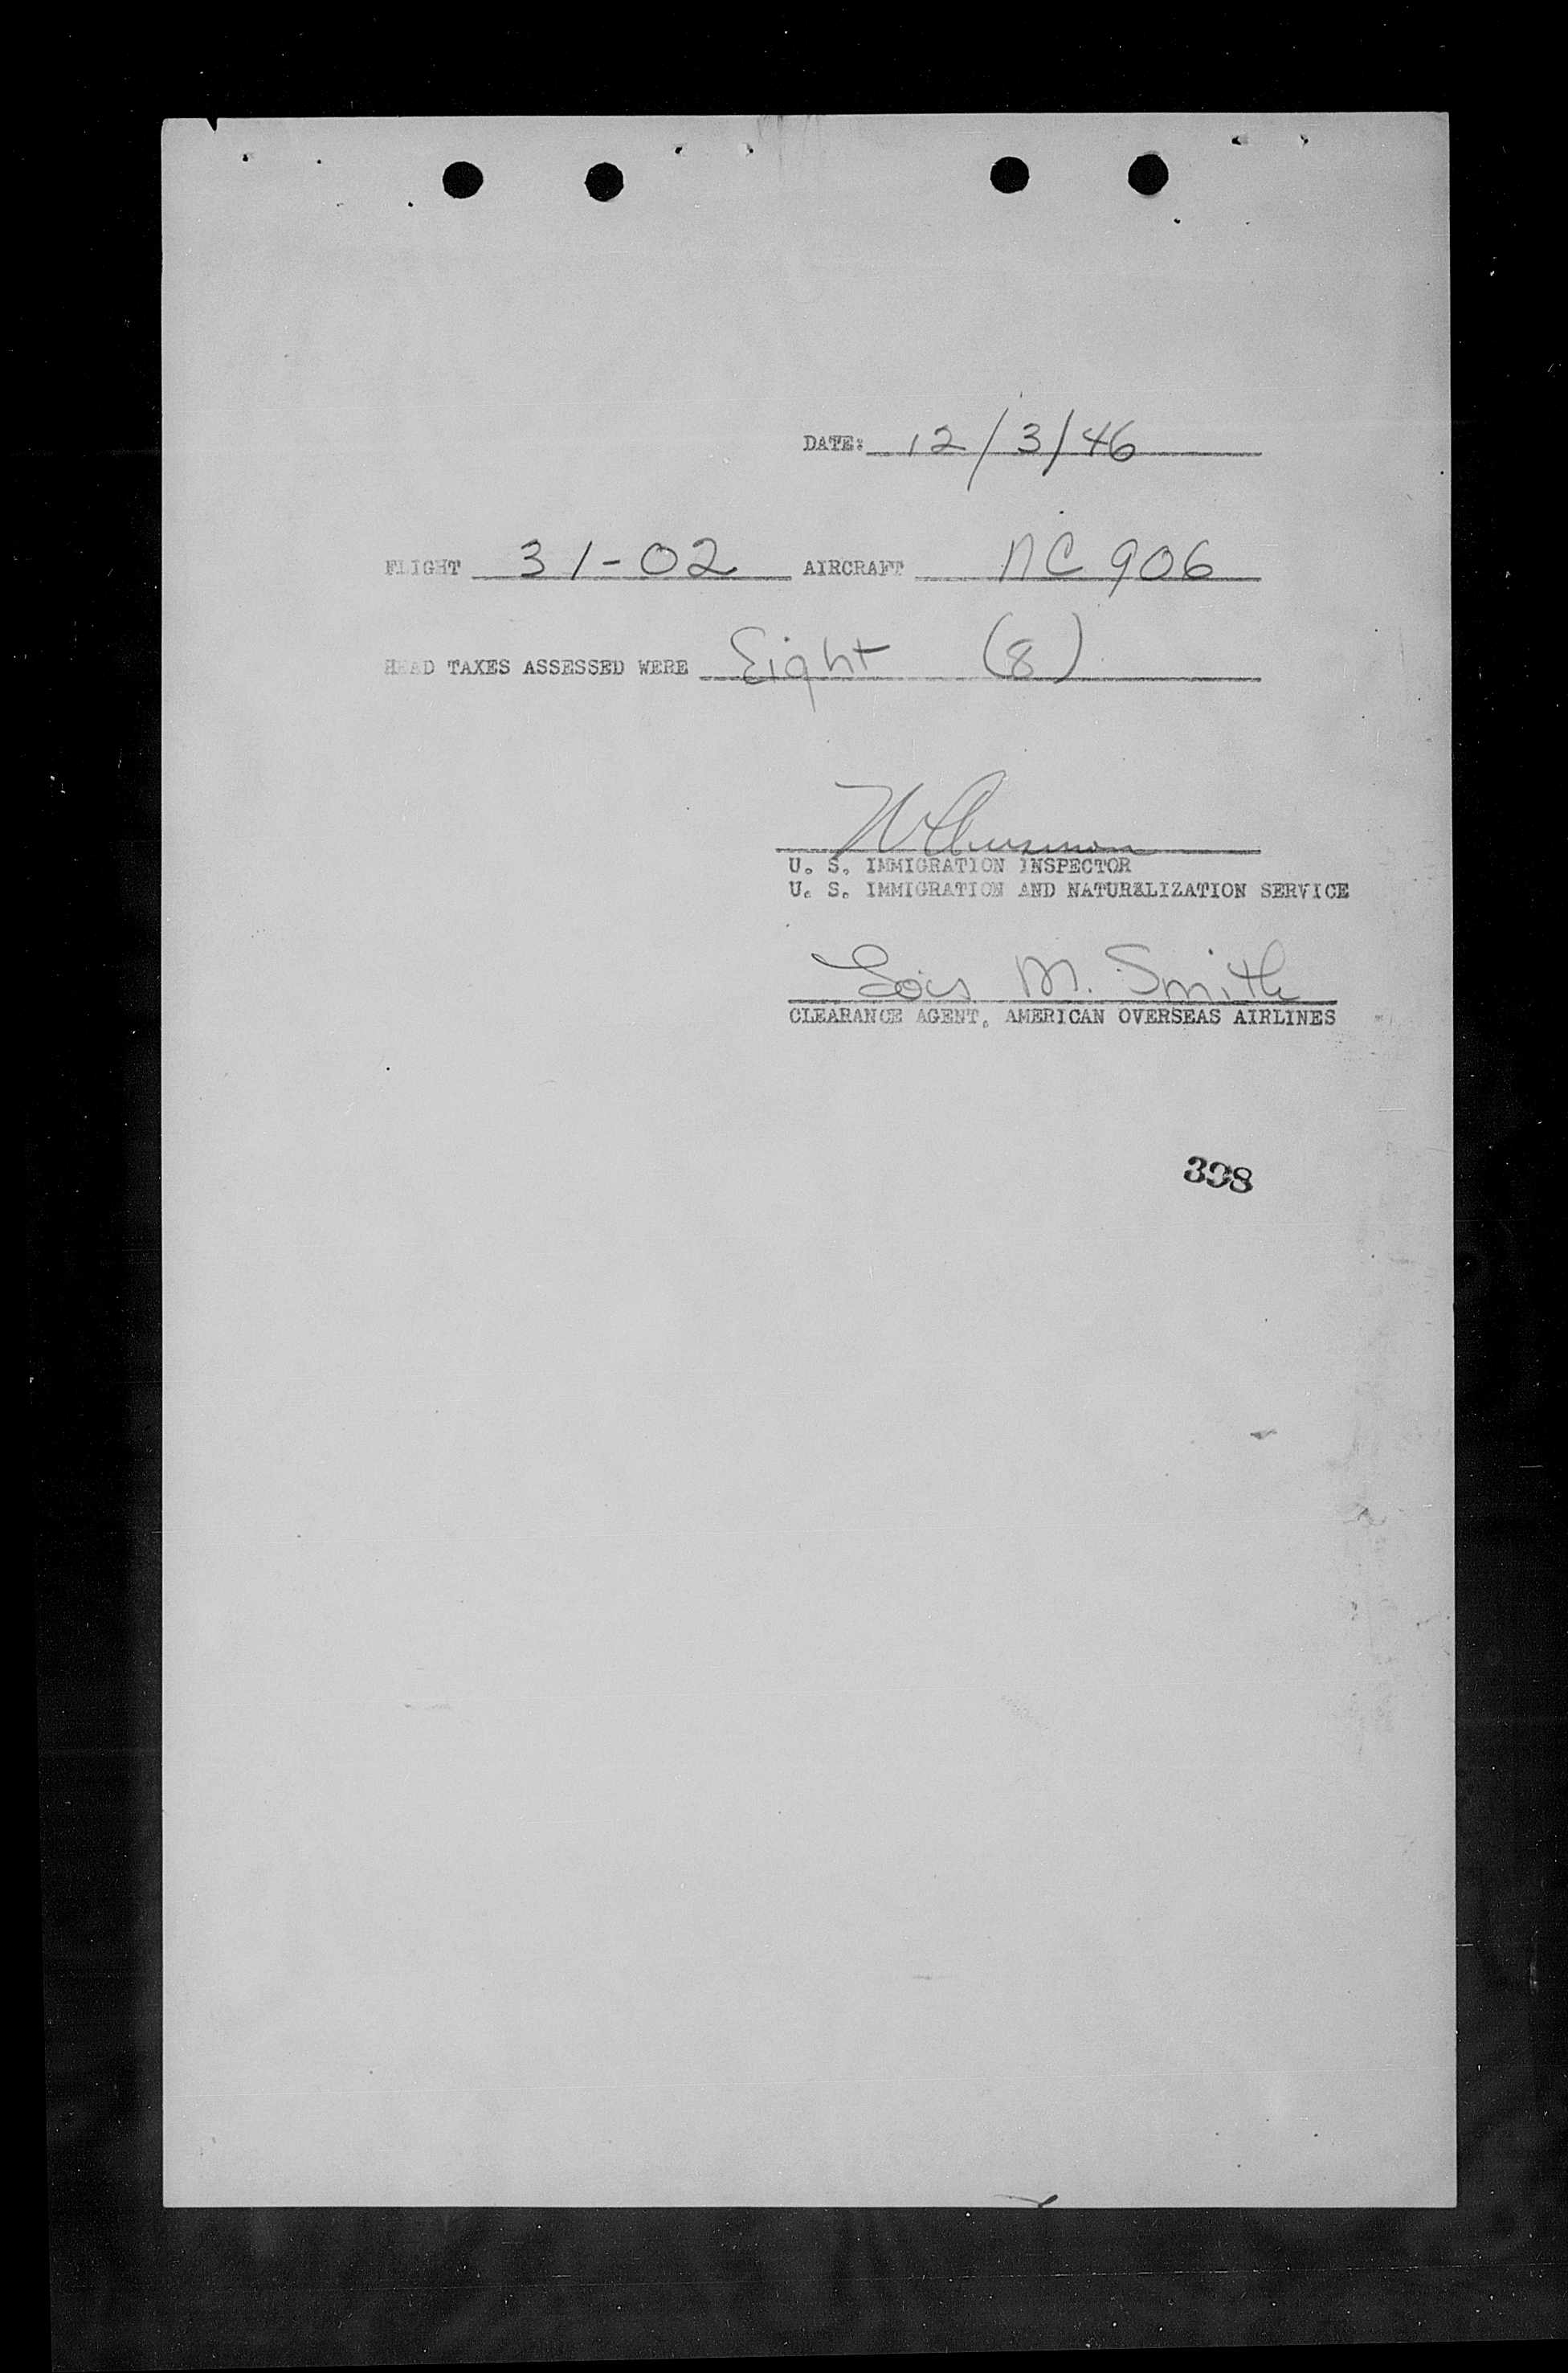 DATE: 12/3/46
FLIGHT 31-02 AIRCRAFT NC 906
HEAD TAXES ASSESSED WERE Eight (8)
U. S. IMMIGRATION INSPECTOR
U. S. IMMIGRATION AND NATURALIZATION SERVICE
Lois M. Smith
CLEARANCE AGENT, AMERICAN OVERSEAS AIRLINES
398